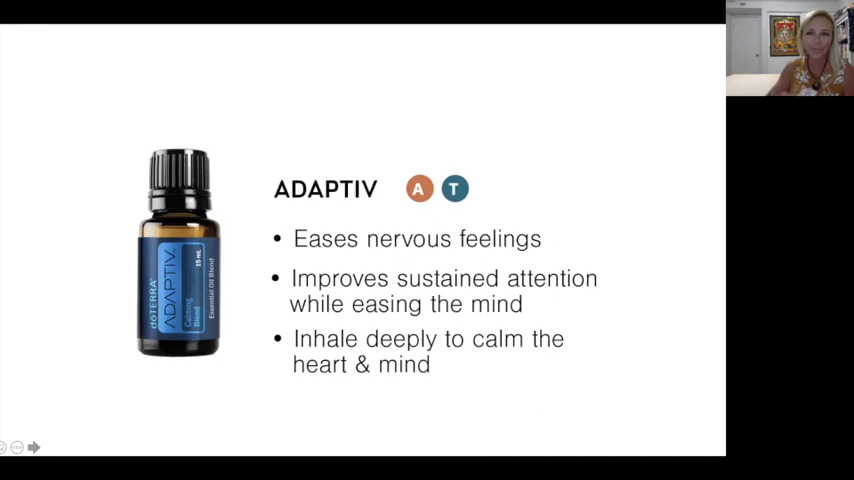 ADAPTIV A T
• Eases nervous feelings
• Improves sustained attention
while easing the mind
• Inhale deeply to calm the
heart & mind
dōTERRA
ADAPTIV
Calming
Blend
15 mL
Essential Oil Blend